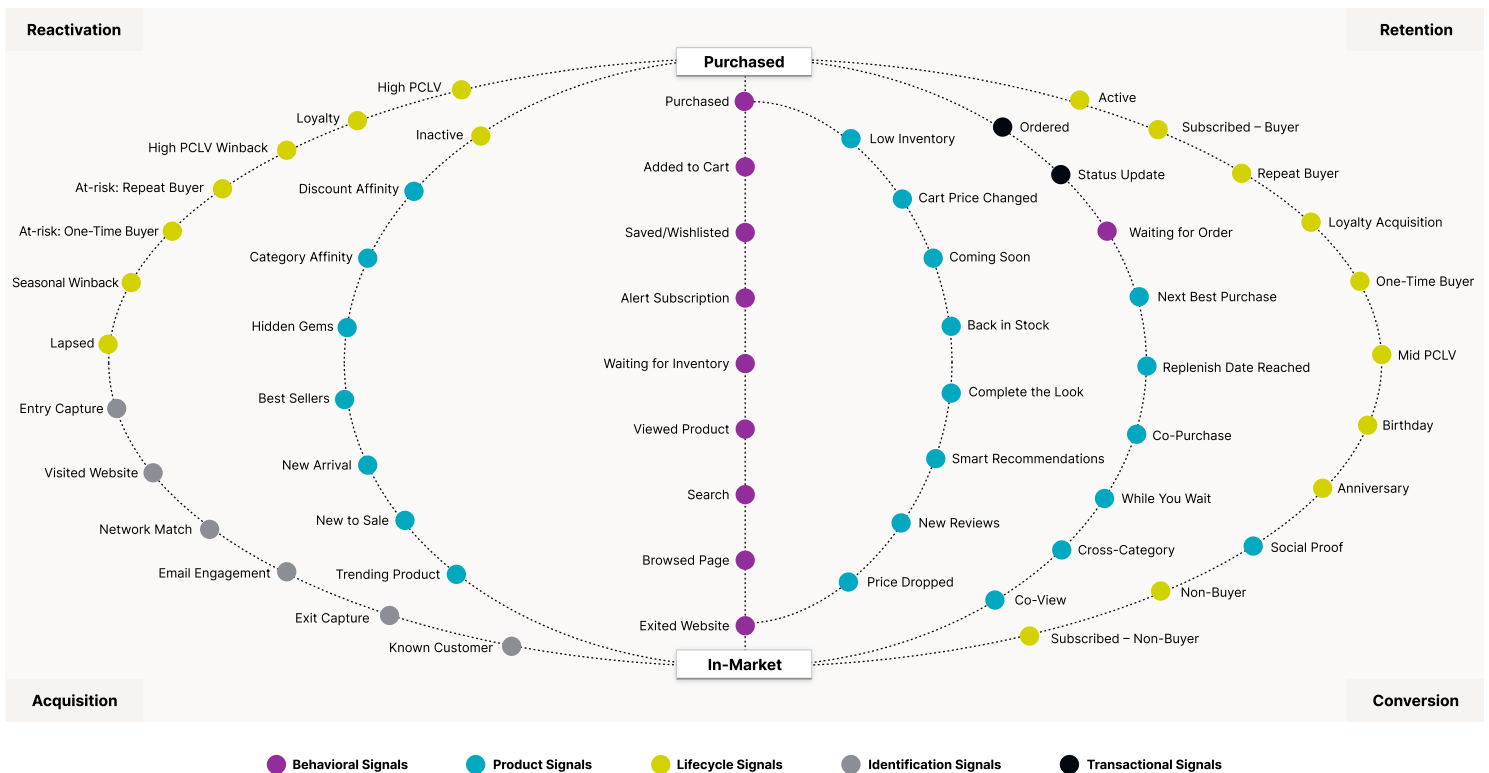 Reactivation
Retention
Purchased
High PCLV
Loyalty
High PCLV Winback
At-risk: Repeat Buyer
At-risk: One-Time Buyer
Seasonal Winback
Lapsed
Entry Capture
Visited Website
Network Match
Email Engagement
Exit Capture
Known Customer
Inactive
Discount Affinity
Category Affinity
Hidden Gems
Best Sellers
New Arrival
New to Sale
Trending Product
Purchased
Added to Cart
Saved/Wishlisted
Alert Subscription
Waiting for Inventory
Viewed Product
Search
Browsed Page
Exited Website
Low Inventory
Cart Price Changed
Coming Soon
Back in Stock
Complete the Look
Smart Recommendations
New Reviews
Price Dropped
Ordered
Status Update
Waiting for Order
Next Best Purchase
Replenish Date Reached
Co-Purchase
While You Wait
Cross-Category
Co-View
Active
Subscribed – Buyer
Repeat Buyer
Loyalty Acquisition
One-Time Buyer
Mid PCLV
Birthday
Anniversary
Social Proof
Non-Buyer
Subscribed – Non-Buyer
In-Market
Acquisition
Conversion
Behavioral Signals
Product Signals
Lifecycle Signals
Identification Signals
Transactional Signals